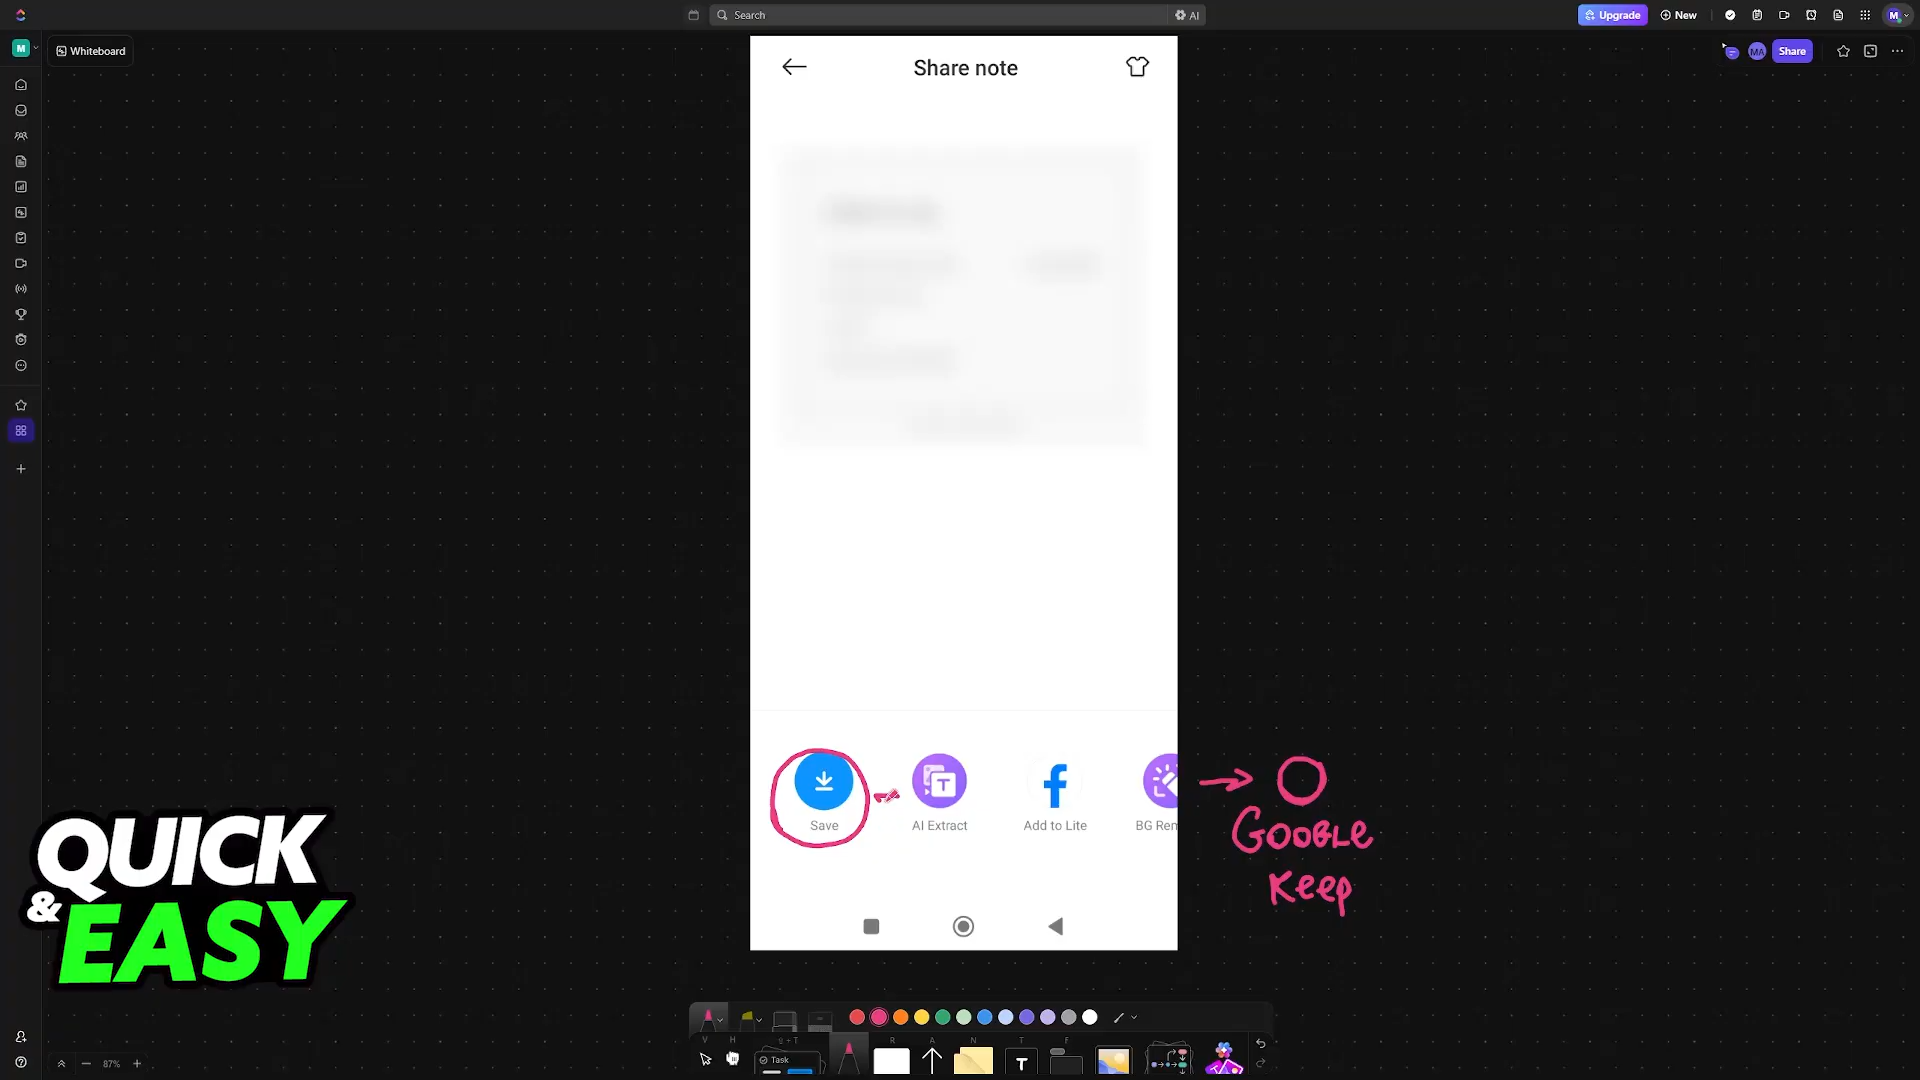 Search
AI
Upgrade
New
M
M
Whiteboard
MA
Share
Share note
Save
AI Extract
Add to Lite
BG Rem
GOOGLE
Keep
QUICK
&
EASY
V
H
R
A
N
T
F
Task
T
87%